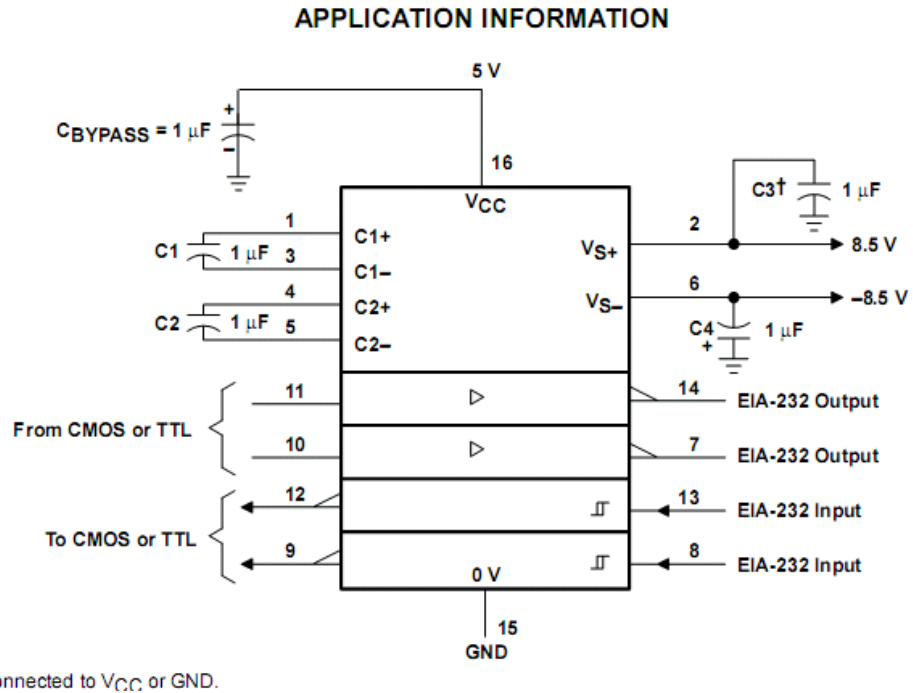 APPLICATION INFORMATION
5 V
CBYPASS = 1 μF
+
–
16
VCC
C3† 1 μF
1
C1+
2
VS+
8.5 V
C1 1 μF
3
C1–
4
C2+
6
VS–
–8.5 V
C2 1 μF
5
C2–
C4 1 μF
+
11
14
EIA-232 Output
From CMOS or TTL
10
7
EIA-232 Output
12
13
EIA-232 Input
To CMOS or TTL
9
8
EIA-232 Input
0 V
15
GND
onnected to VCC or GND.